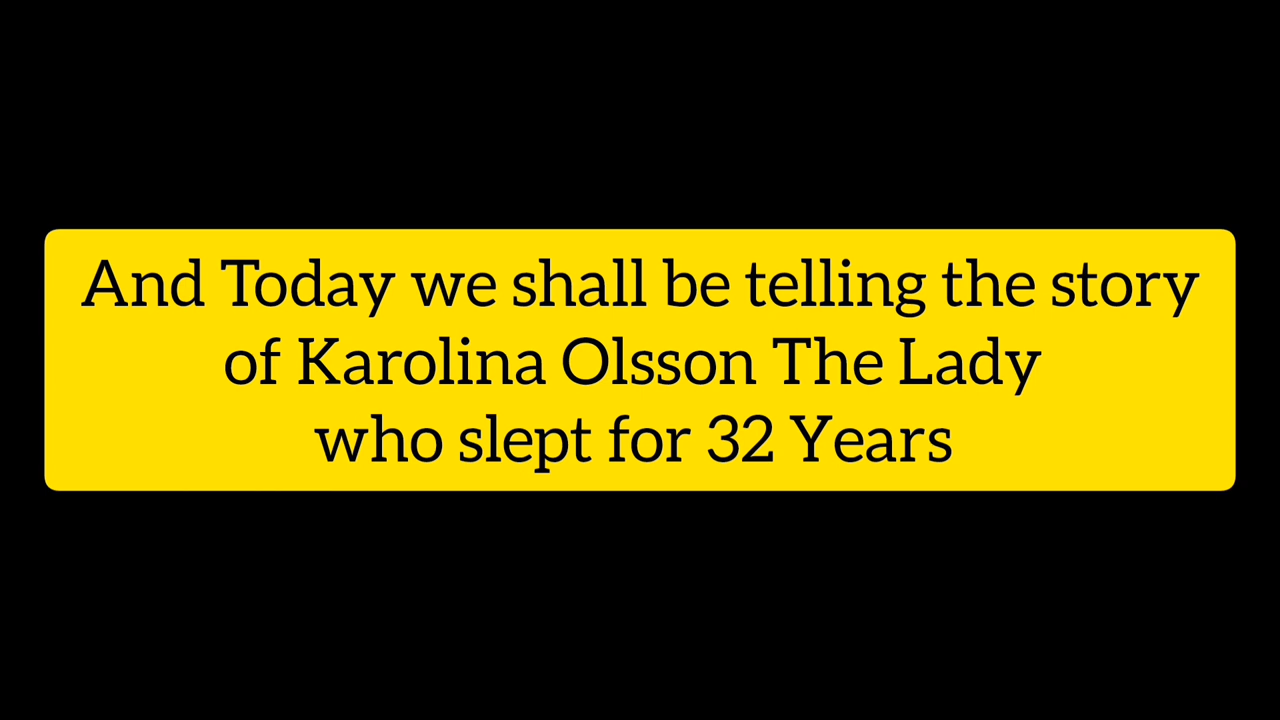 And Today we shall be telling the story
of Karolina Olsson The Lady
who slept for 32 Years